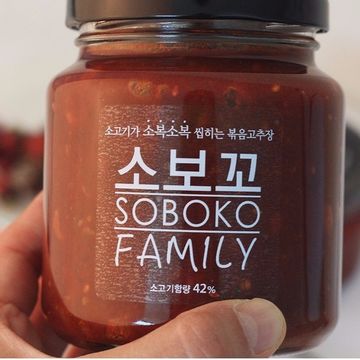 소고기가 소복소복 씹히는 볶음고추장
소보꼬
SOBOKO
FAMILY
소고기함량 42%